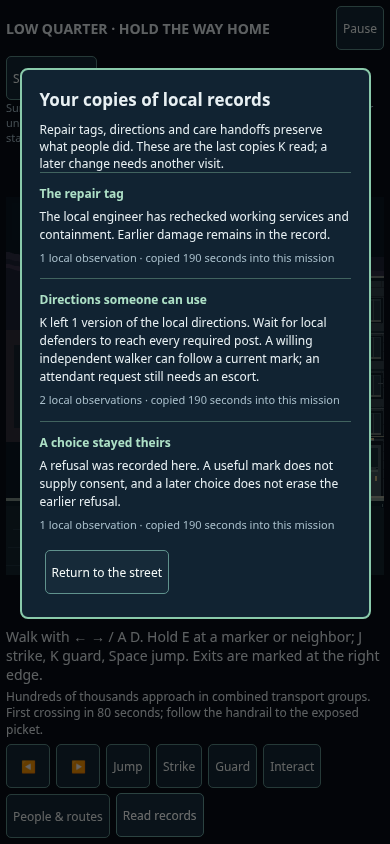 LOW QUARTER · HOLD THE WAY HOME
Pause
Your copies of local records
Repair tags, directions and care handoffs preserve
what people did. These are the last copies K read; a
later change needs another visit.
The repair tag
The local engineer has rechecked working services and
containment. Earlier damage remains in the record.
1 local observation · copied 190 seconds into this mission
Directions someone can use
K left 1 version of the local directions. Wait for local
defenders to reach every required post. A willing
independent walker can follow a current mark; an
attendant request still needs an escort.
2 local observations · copied 190 seconds into this mission
A choice stayed theirs
A refusal was recorded here. A useful mark does not
supply consent, and a later choice does not erase the
earlier refusal.
1 local observation · copied 190 seconds into this mission
Return to the street
Walk with ← → / A D. Hold E at a marker or neighbor; J
strike, K guard, Space jump. Exits are marked at the right
edge.
Hundreds of thousands approach in combined transport groups.
First crossing in 80 seconds; follow the handrail to the exposed
picket.
Jump
Strike
Guard
Interact
People & routes
Read records